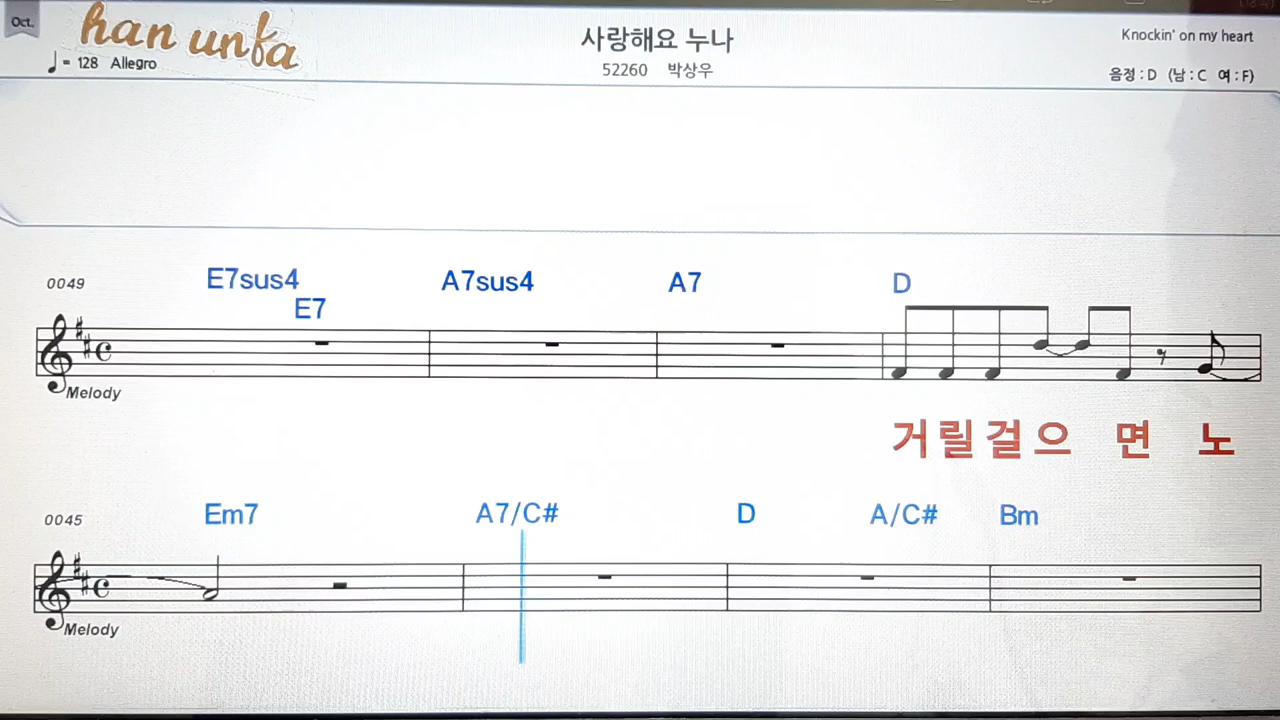 Oct.
han unfa
♩ = 128 Allegro
사랑해요 누나
52260 박상우
Knockin' on my heart
음정 : D (남 : C 여 : F)
0049
E7sus4 A7sus4 A7 D
E7
Melody
거릴걸으 면 노
0045
Em7 A7/C# D A/C# Bm
Melody